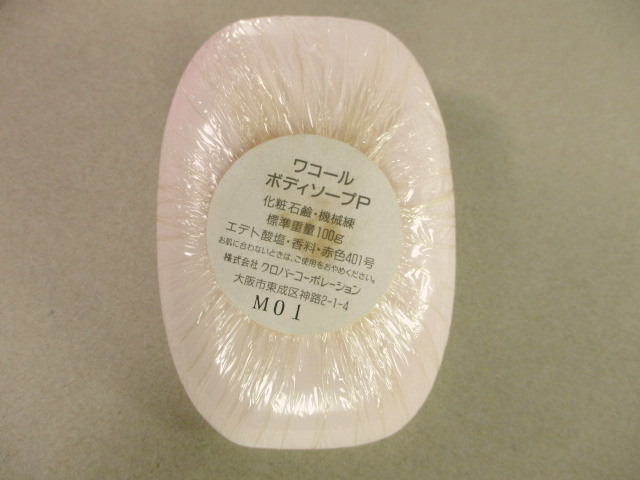 ワコール
ボディソープP
化粧石鹸・機械練
標準重量100g
エデト酸塩・香料・赤色401号
お肌に合わないときは、ご使用をおやめください。
株式会社 クロバーコーポレーション
大阪市東成区神路2-1-4
M01